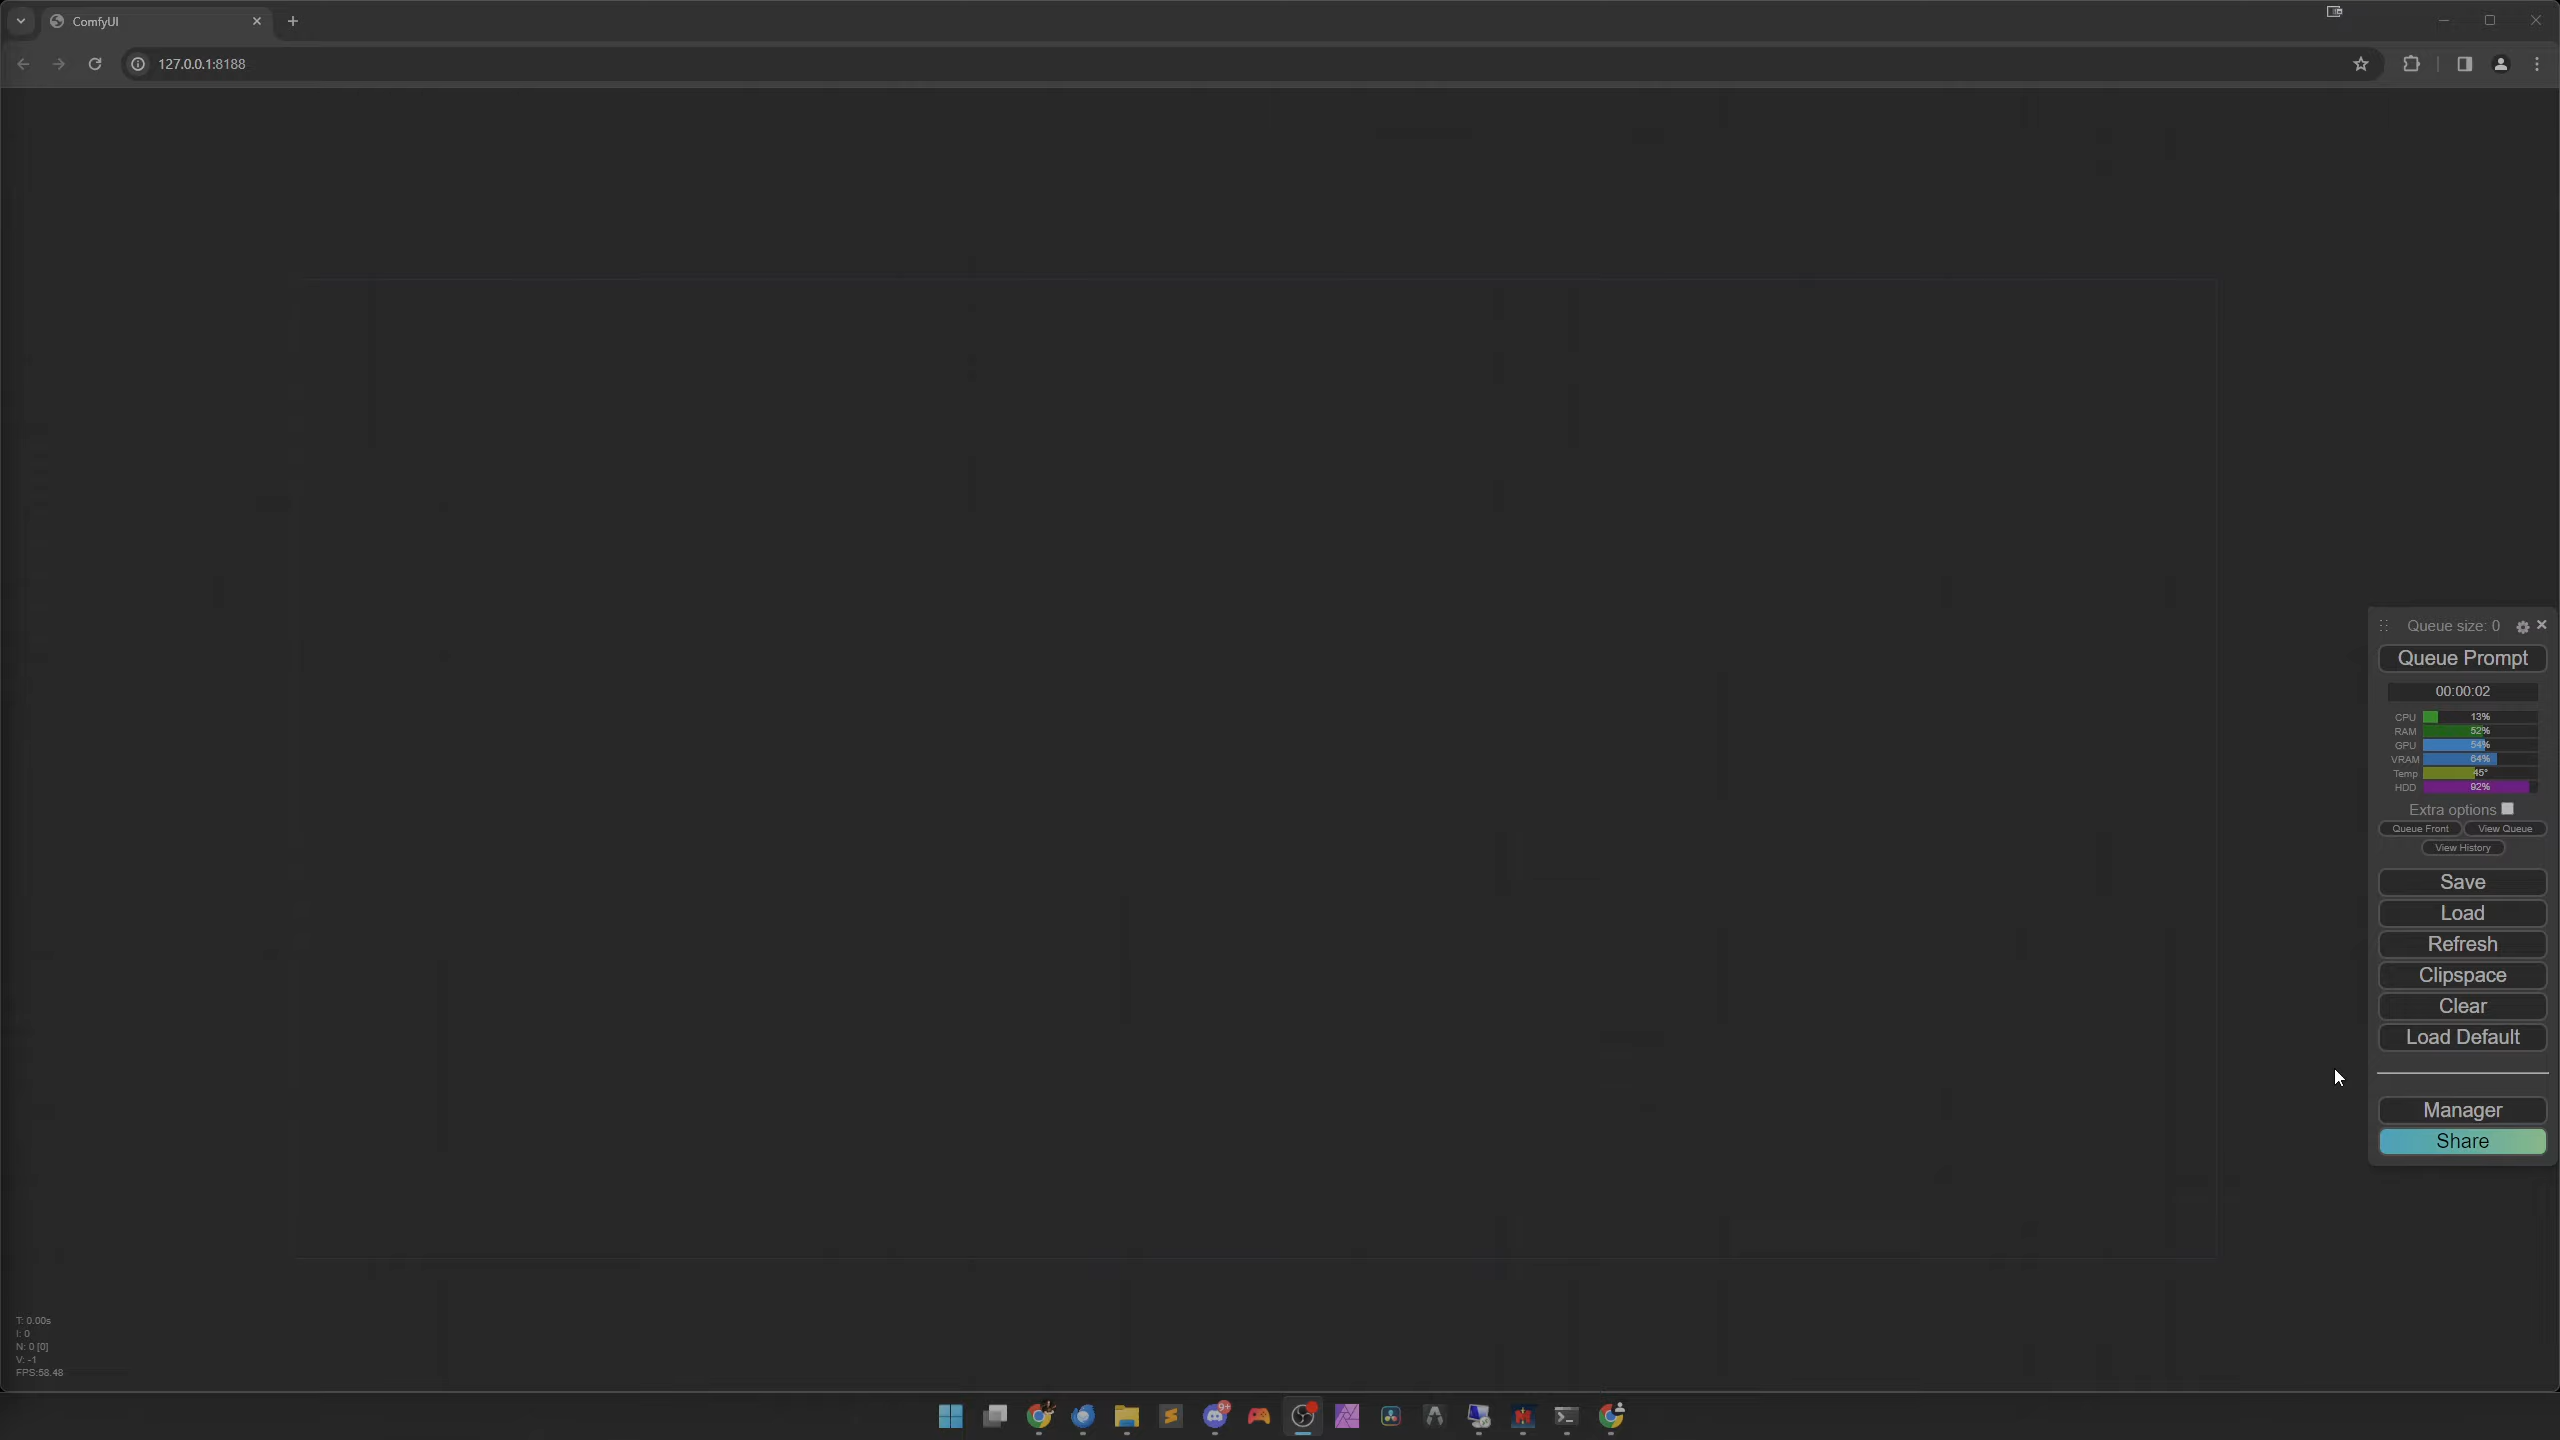 ComfyUI
127.0.0.1:8188
Queue size: 0
Queue Prompt
00:00:02
CPU 13%
RAM 52%
GPU 54%
VRAM 64%
Temp 45°
HDD 92%
Extra options
Queue Front View Queue
View History
Save
Load
Refresh
Clipspace
Clear
Load Default
Manager
Share
T: 0.00s
I: 0
N: 0 [0]
V: -1
FPS:58.48
9+